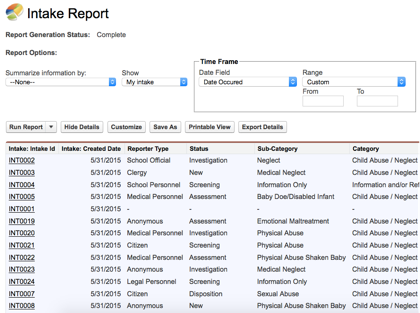 Intake Report
Report Generation Status: Complete
Report Options:
Time Frame
Summarize information by: Show Date Field Range
--None-- My intake Date Occured Custom
From To
Run Report Hide Details Customize Save As Printable View Export Details
Intake: Intake Id Intake: Created Date Reporter Type Status Sub-Category Category
INT0002 5/31/2015 School Official Investigation Neglect Child Abuse / Neglect
INT0003 5/31/2015 Clergy New Medical Neglect Child Abuse / Neglect
INT0004 5/31/2015 School Personnel Screening Information Only Information and/or Ref
INT0005 5/31/2015 Medical Personnel Assessment Baby Doe/Disabled Infant Child Abuse / Neglect
INT0001 5/31/2015 - - - -
INT0019 5/31/2015 Anonymous Assessment Emotional Maltreatment Child Abuse / Neglect
INT0020 5/31/2015 Medical Personnel Investigation Physical Abuse Child Abuse / Neglect
INT0021 5/31/2015 Citizen Screening Physical Abuse Child Abuse / Neglect
INT0022 5/31/2015 Medical Personnel Assessment Physical Abuse Shaken Baby Child Abuse / Neglect
INT0023 5/31/2015 Anonymous Investigation Medical Neglect Child Abuse / Neglect
INT0024 5/31/2015 Legal Personnel Screening Information Only Child Abuse / Neglect
INT0007 5/31/2015 Citizen Disposition Sexual Abuse Child Abuse / Neglect
INT0008 5/31/2015 Anonymous New Physical Abuse Shaken Baby Child Abuse / Neglect